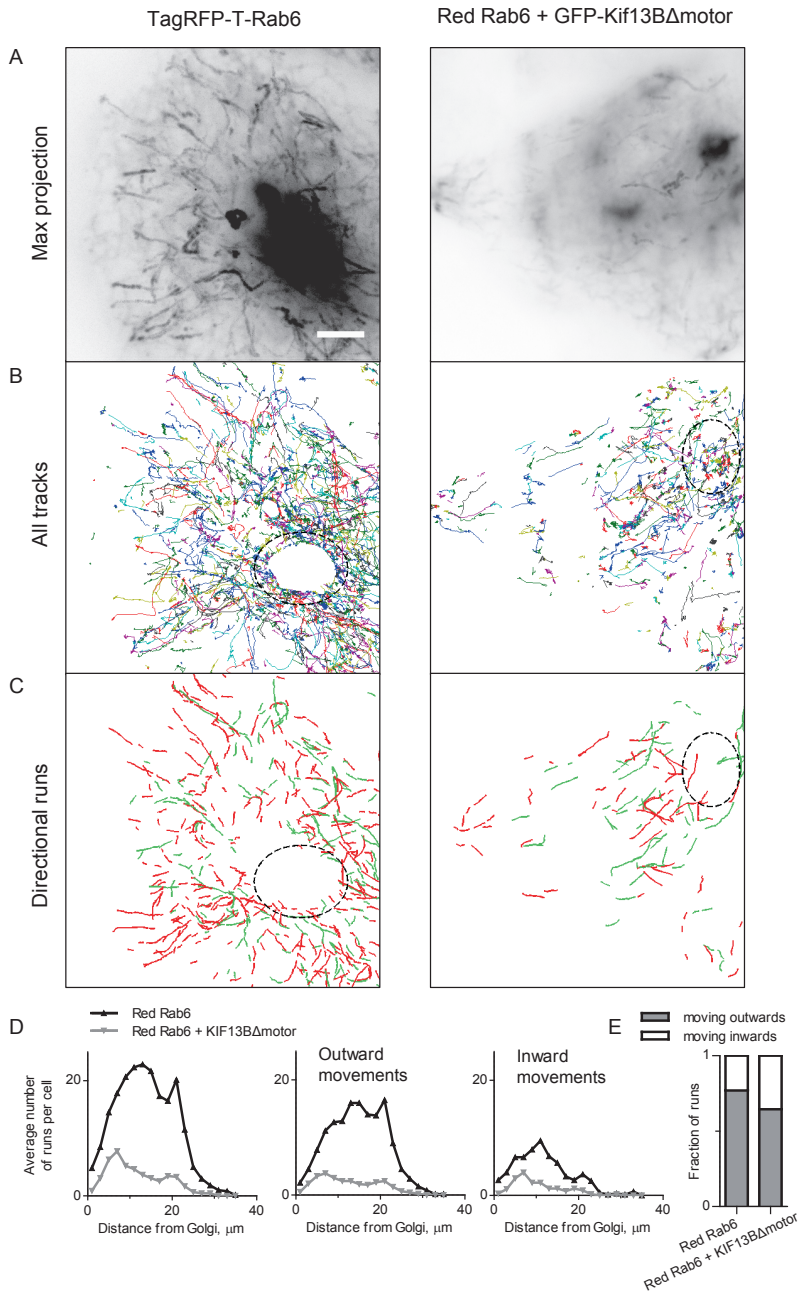 TagRFP-T-Rab6
Red Rab6 + GFP-Kif13BΔmotor
A
Max projection
B
All tracks
C
Directional runs
D
Red Rab6
Red Rab6 + KIF13BΔmotor
Average number
of runs per cell
20
0
0
20
40
Distance from Golgi, μm
Outward
movements
20
0
0
20
40
Distance from Golgi, μm
Inward
movements
20
0
0
20
40
Distance from Golgi, μm
E
moving outwards
moving inwards
Fraction of runs
1
0
Red Rab6
Red Rab6 + KIF13BΔmotor